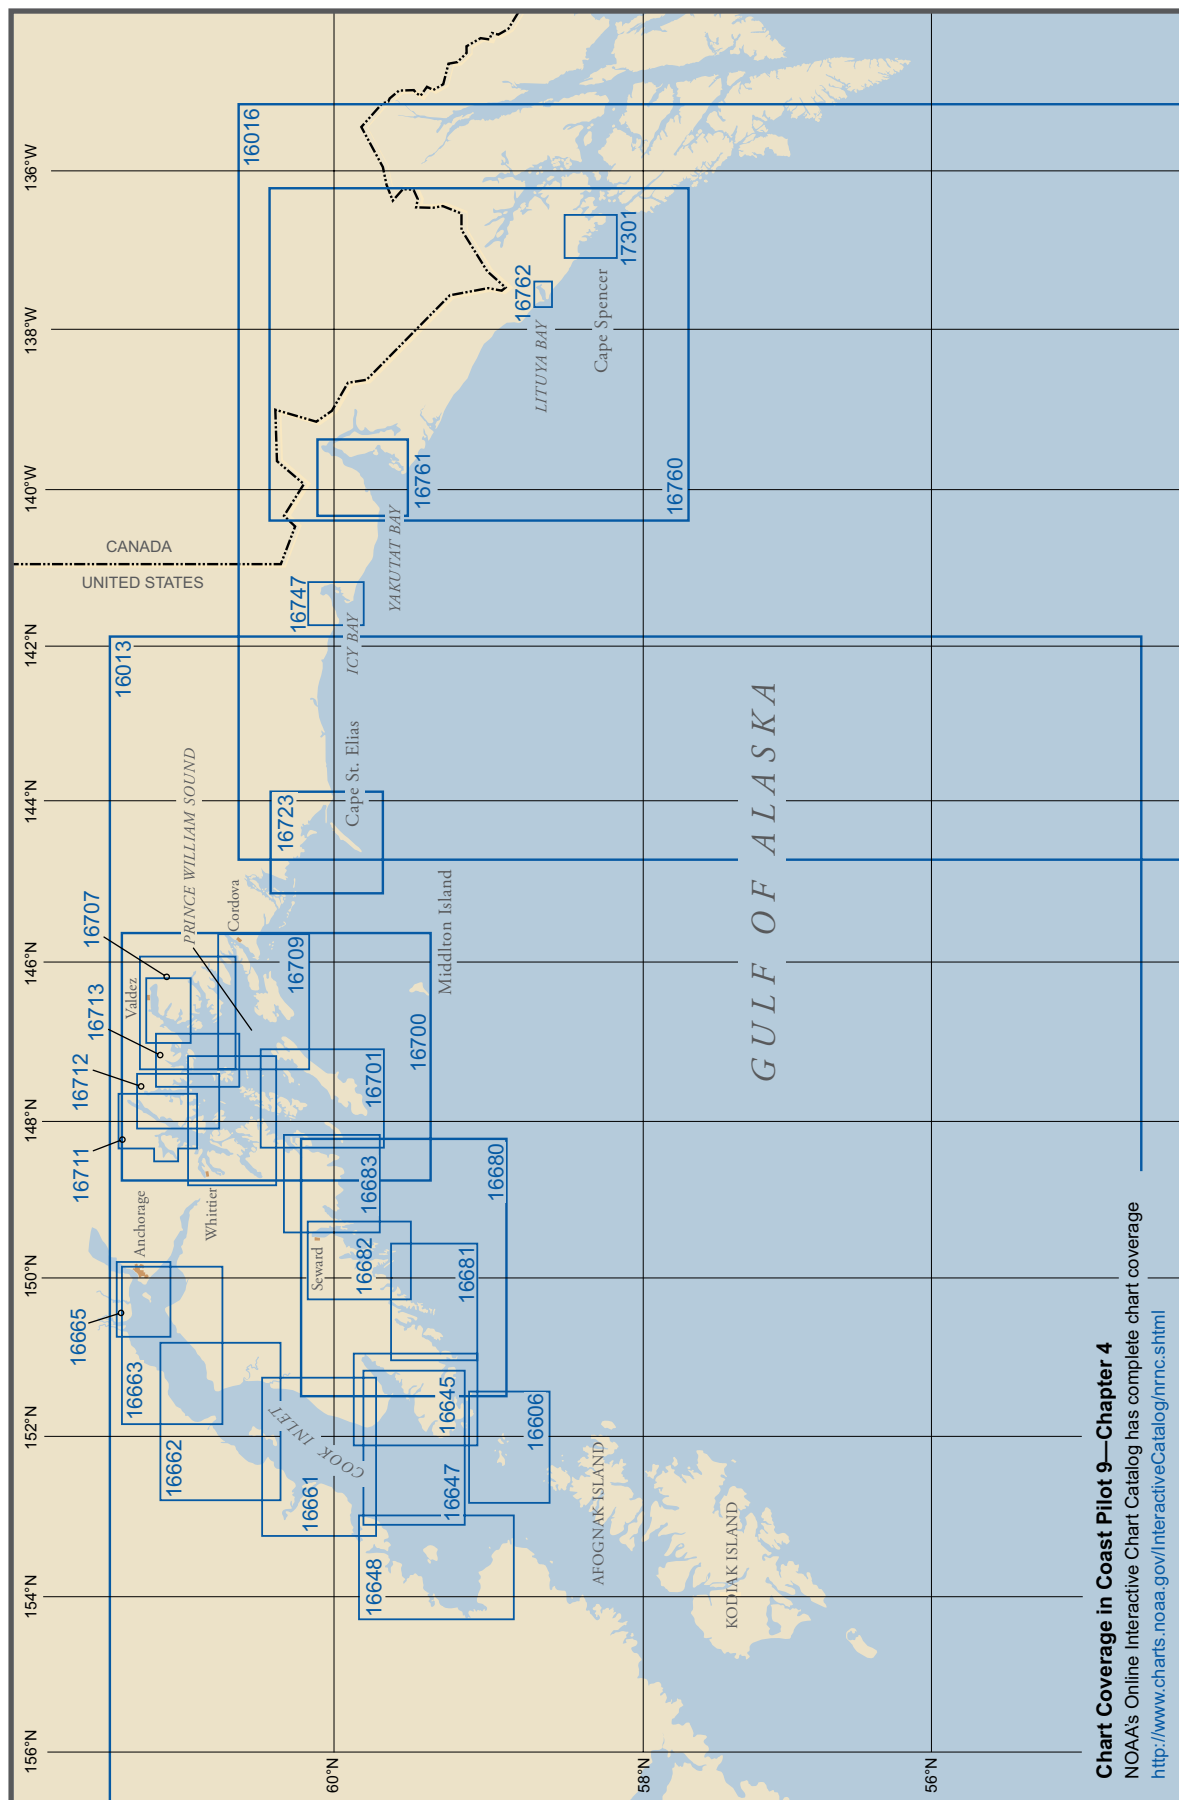 156°N
154°N
152°N
150°N
148°N
146°N
144°N
142°N
140°W
138°W
136°W
60°N
58°N
56°N
CANADA
UNITED STATES
16016
16013
16665
16711
16712
16713
16707
16663
16662
16661
16648
16647
16645
16606
16681
16682
16680
16683
16701
16700
16709
16723
16747
16761
16760
16762
17301
Anchorage
Whittier
Valdez
Cordova
Seward
PRINCE WILLIAM SOUND
COOK INLET
Middlton Island
Cape St. Elias
ICY BAY
YAKUTAT BAY
LITUYA BAY
Cape Spencer
AFOGNAK ISLAND
KODIAK ISLAND
GULF OF ALASKA
Chart Coverage in Coast Pilot 9—Chapter 4
NOAA's Online Interactive Chart Catalog has complete chart coverage
http://www.charts.noaa.gov/InteractiveCatalog/nrnc.shtml